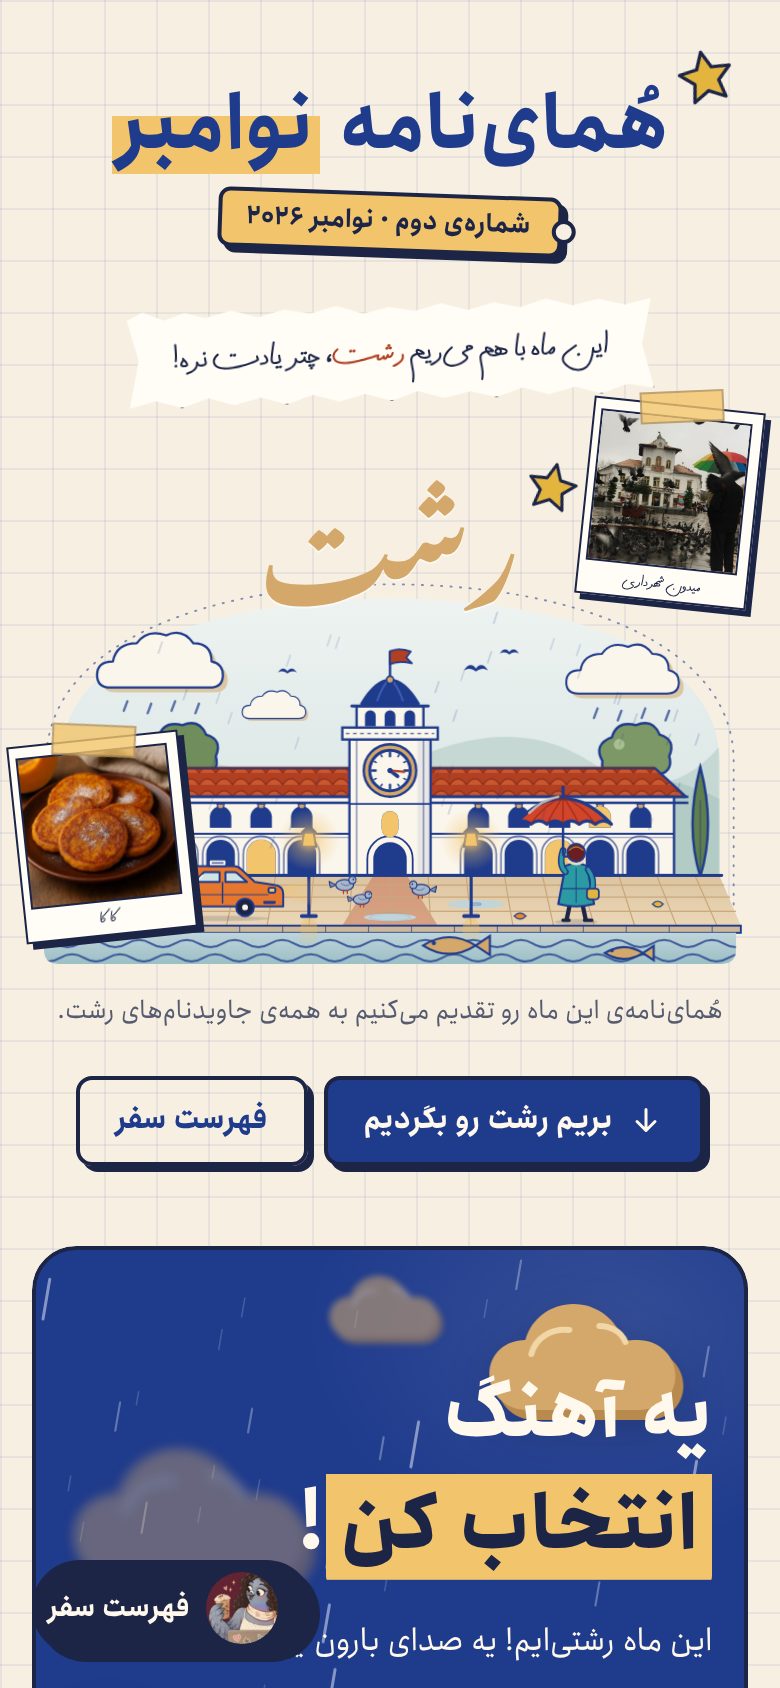 هُمای‌نامه نوامبر
شماره‌ی دوم · نوامبر ۲۰۲۶
این ماه با هم می‌ریم رشت، چتر یادت نره!
میدون شهرداری
رشت
کاکا
هُمای‌نامه‌ی این ماه رو تقدیم می‌کنیم به همه‌ی جاویدنام‌های رشت.
بریم رشت رو بگردیم
فهرست سفر
یه آهنگ
انتخاب کن!
فهرست سفر
این ماه رشتی‌ایم! یه صدای بارون